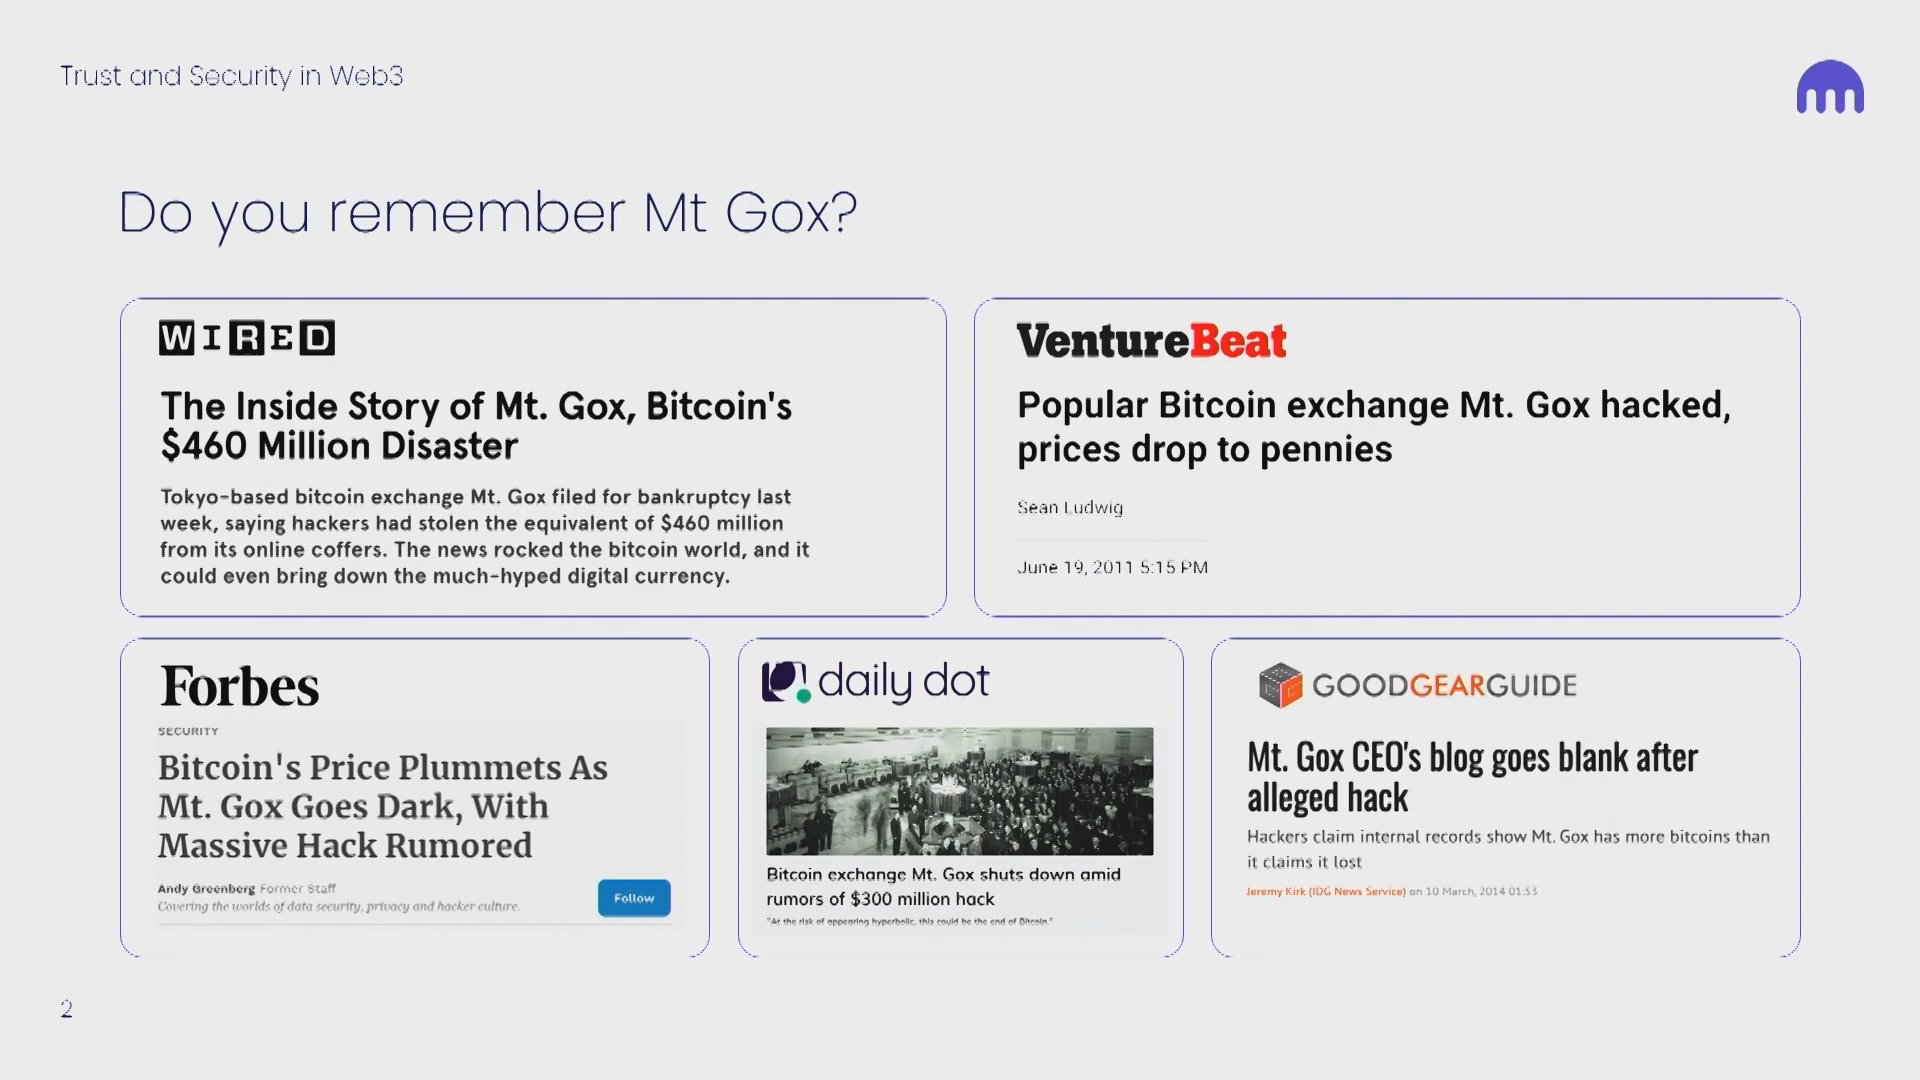 Trust and Security in Web3
Do you remember Mt Gox?
WIRED
The Inside Story of Mt. Gox, Bitcoin's
$460 Million Disaster
Tokyo-based bitcoin exchange Mt. Gox filed for bankruptcy last
week, saying hackers had stolen the equivalent of $460 million
from its online coffers. The news rocked the bitcoin world, and it
could even bring down the much-hyped digital currency.
VentureBeat
Popular Bitcoin exchange Mt. Gox hacked,
prices drop to pennies
Sean Ludwig
June 19, 2011 5:15 PM
Forbes
SECURITY
Bitcoin's Price Plummets As
Mt. Gox Goes Dark, With
Massive Hack Rumored
Andy Greenberg Former Staff
Covering the worlds of data security, privacy and hacker culture.
Follow
daily dot
Bitcoin exchange Mt. Gox shuts down amid
rumors of $300 million hack
"At the risk of appearing hyperbolic, this could be the end of Bitcoin."
GOODGEARGUIDE
Mt. Gox CEO's blog goes blank after
alleged hack
Hackers claim internal records show Mt. Gox has more bitcoins than
it claims it lost
Jeremy Kirk (IDG News Service) on 10 March, 2014 01:53
2